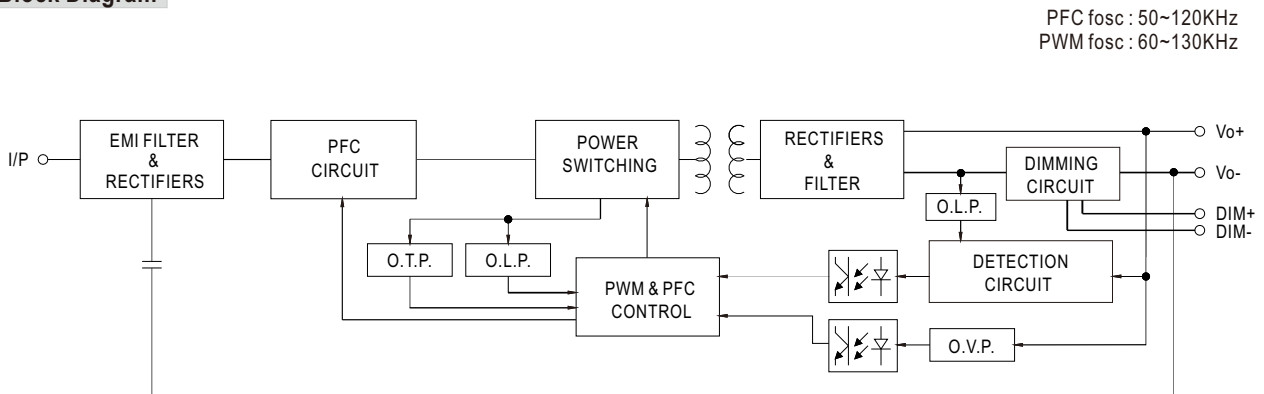 Block Diagram
PFC fosc : 50~120KHz
PWM fosc : 60~130KHz
I/P
EMI FILTER
&
RECTIFIERS
PFC
CIRCUIT
POWER
SWITCHING
RECTIFIERS
&
FILTER
DIMMING
CIRCUIT
Vo+
Vo-
DIM+
DIM-
O.L.P.
O.T.P.
O.L.P.
PWM & PFC
CONTROL
DETECTION
CIRCUIT
O.V.P.